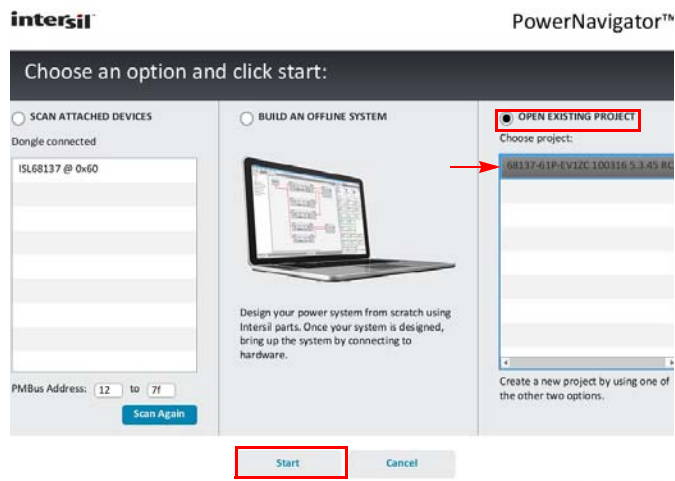 intersil
PowerNavigator™
Choose an option and click start:
SCAN ATTACHED DEVICES
Dongle connected
ISL68137 @ 0x60
PMBus Address: 12 to 7f
Scan Again
BUILD AN OFFLINE SYSTEM
Design your power system from scratch using
Intersil parts. Once your system is designed,
bring up the system by connecting to
hardware.
OPEN EXISTING PROJECT
Choose project:
68137-61P-EV1ZC 100316 5.3.45 RC
Create a new project by using one of
the other two options.
Start
Cancel